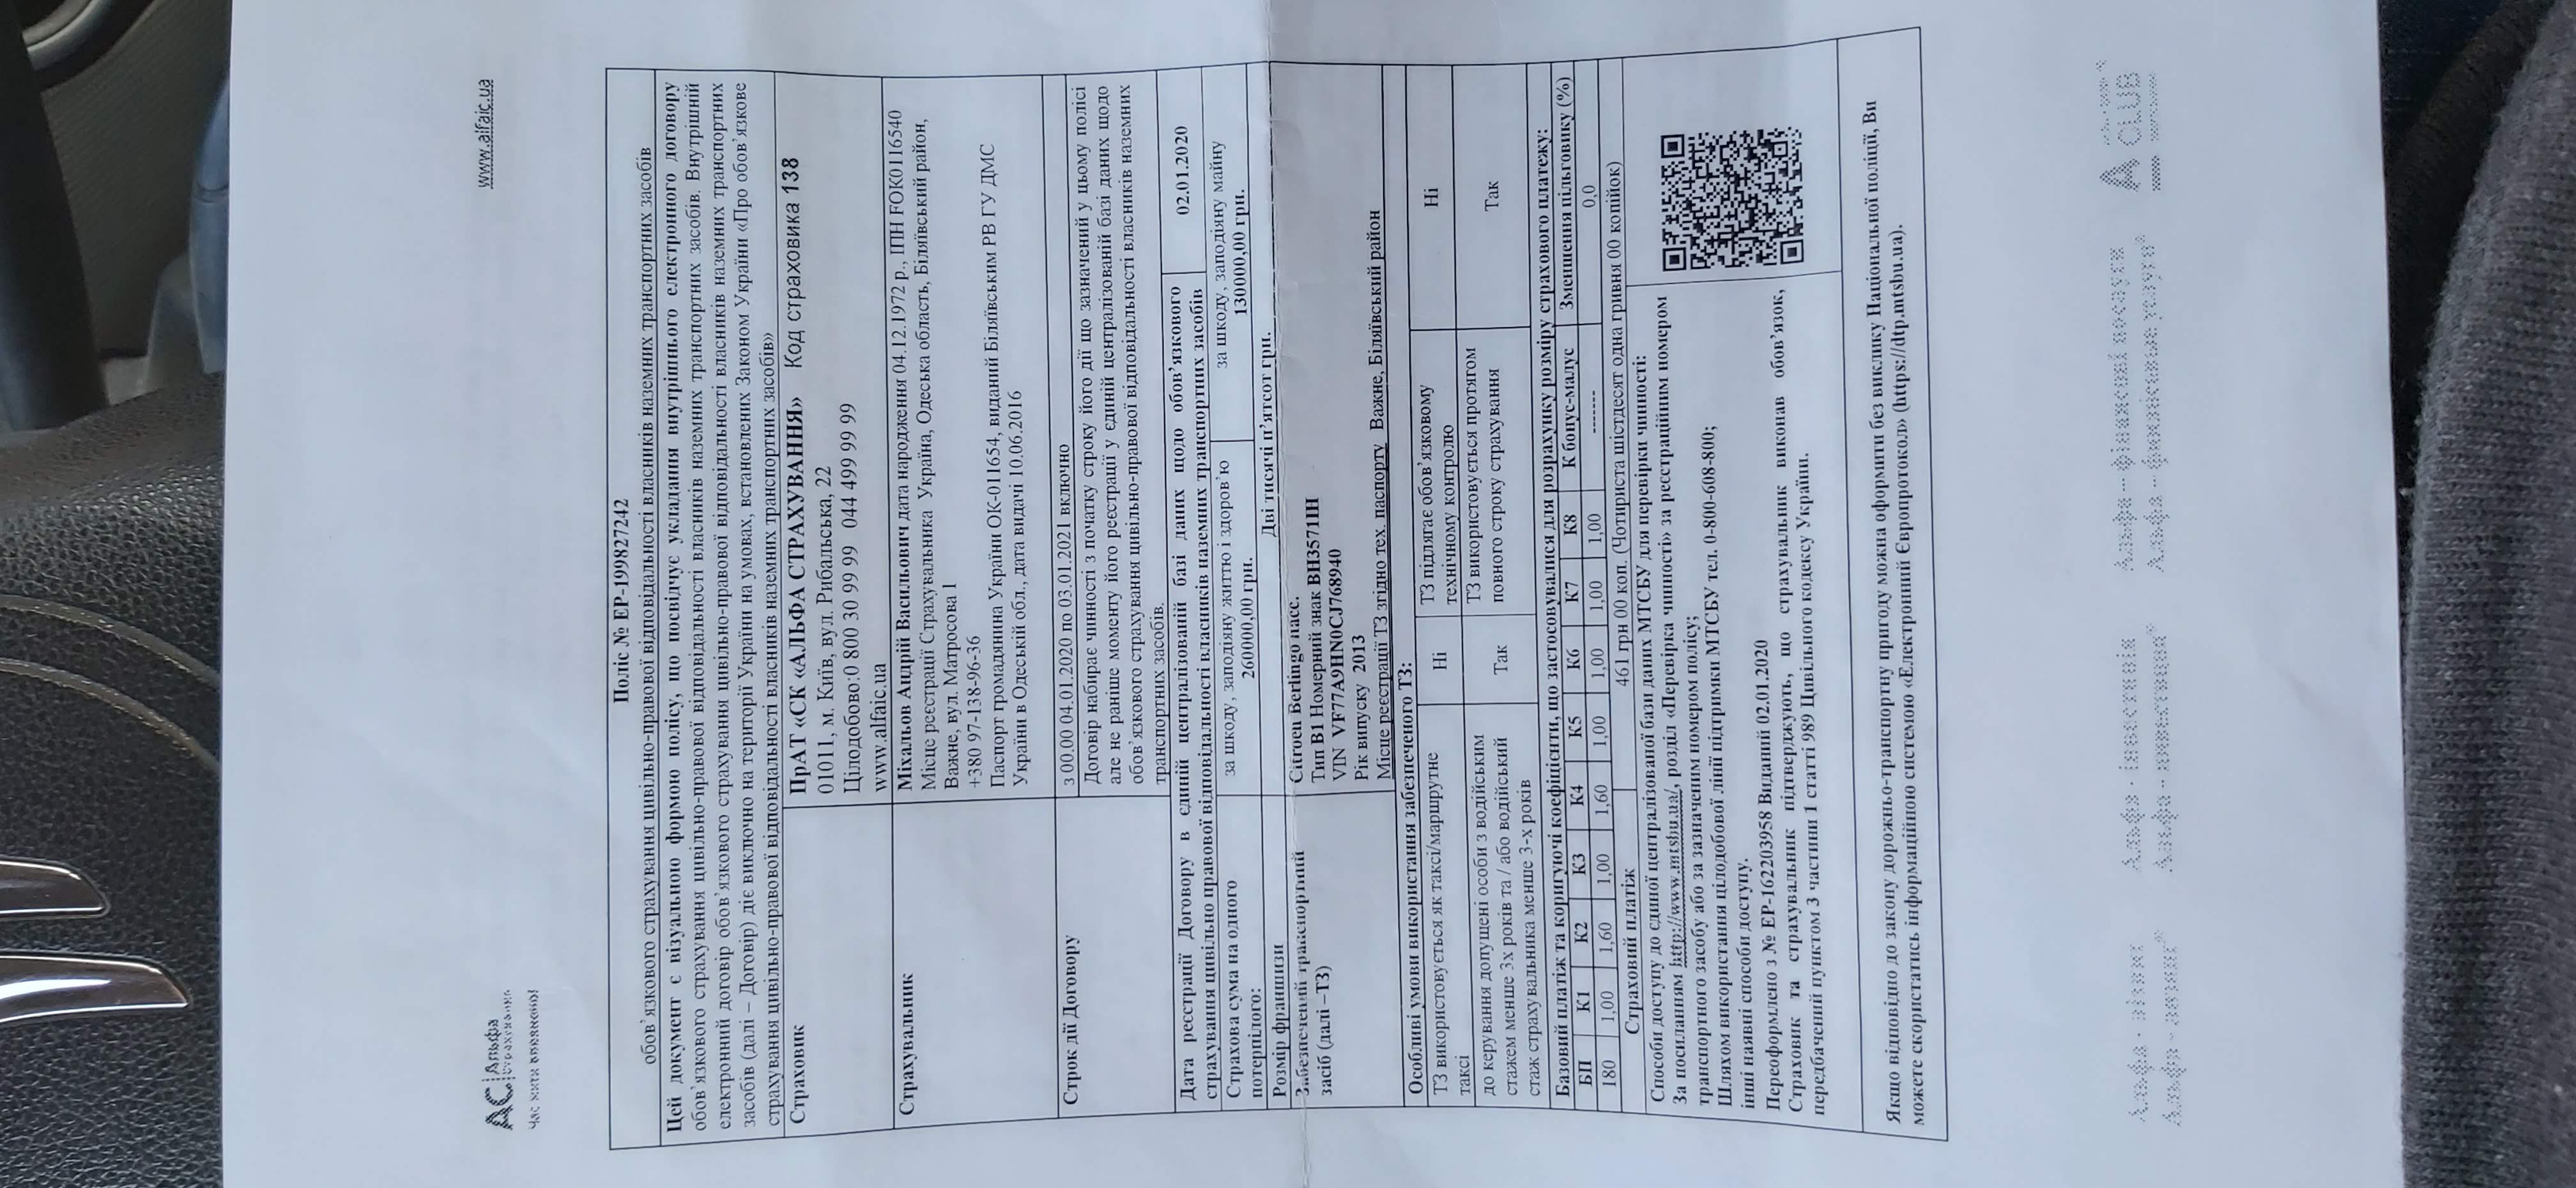 АС Альфа
Страхування
Час жити впевнено!
www.alfaic.ua
Поліс № ЕР-199827242
обов'язкового страхування цивільно-правової відповідальності власників наземних транспортних засобів
Цей документ є візуальною формою полісу, що посвідчує укладання внутрішнього електронного договору
обов'язкового страхування цивільно-правової відповідальності власників наземних транспортних засобів. Внутрішній
електронний договір обов'язкового страхування цивільно-правової відповідальності власників наземних транспортних
засобів (далі – Договір) діє виключно на території України на умовах, встановлених Законом України «Про обов'язкове
страхування цивільно-правової відповідальності власників наземних транспортних засобів»
Страховик
ПрАТ «СК «АЛЬФА СТРАХУВАННЯ» Код страховика 138
01011, м. Київ, вул. Рибальська, 22
Цілодобово:0 800 30 99 99 044 499 99 99
www.alfaic.ua
Страхувальник
Міхальов Андрій Васильович дата народження 04.12.1972 р., ІПН FOK0116540
Місце реєстрації Страхувальника Україна, Одеська область, Біляївський район,
Важне, вул. Матросова 1
+380 97-138-96-36
Паспорт громадянина України ОК-011654, виданий Біляївським РВ ГУ ДМС
України в Одеській обл., дата видачі 10.06.2016
Строк дії Договору
з 00.00 04.01.2020 по 03.01.2021 включно
Договір набирає чинності з початку строку його дії що зазначений у цьому полісі
але не раніше моменту його реєстрації у єдиній централізованій базі даних щодо
обов'язкового страхування цивільно-правової відповідальності власників наземних
транспортних засобів.
Дата реєстрації Договору в єдиній централізованій базі даних щодо обов'язкового
страхування цивільно правової відповідальності власників наземних транспортних засобів
02.01.2020
Страхова сума на одного
потерпілого:
за шкоду, заподіяну життю і здоров'ю
260000,00 грн.
за шкоду, заподіяну майну
130000,00 грн.
Розмір франшизи
Дві тисячі п'ятсот грн.
Забезпечений транспортний
засіб (далі –ТЗ)
Citroen Berlingo пасс.
Тип B1 Номерний знак ВН3571ІН
VIN VF77A9HN0CJ768940
Рік випуску 2013
Місце реєстрації ТЗ згідно тех. паспорту Важне, Біляївський район
Особливі умови використання забезпеченого ТЗ:
ТЗ використовується як таксі/маршрутне
таксі
Ні
ТЗ підлягає обов'язковому
технічному контролю
Ні
до керування допущені особи з водійським
стажем менше 3х років та / або водійський
стаж страхувальника менше 3-х років
Так
ТЗ використовується протягом
повного строку страхування
Так
Базовий платіж та коригуючі коефіцієнти, що застосовувалися для розрахунку розміру страхового платежу:
БП К1 К2 К3 К4 К5 К6 К7 К8 К бонус-малус Зменшення пільговику (%)
180 1,00 1,60 1,00 1,60 1,00 1,00 1,00 1,00 ------- 0,0
Страховий платіж
461 грн 00 коп. (Чотириста шістдесят одна гривня 00 копійок)
Способи доступу до єдиної централізованої бази даних МТСБУ для перевірки чинності:
За посиланням http://www.mtsbu.ua/, розділ «Перевірка чинності» за реєстраційним номером
транспортного засобу або за зазначеним номером полісу;
Шляхом використання цілодобової лінії підтримки МТСБУ тел. 0-800-608-800;
інші наявні способи доступу.
Переоформлено з № ЕР-162203958 Виданий 02.01.2020
Страховик та страхувальник підтверджують, що страхувальник виконав обов'язок,
передбачений пунктом 3 частини 1 статті 989 Цивільного кодексу України.
Якщо відповідно до закону дорожньо-транспортну пригоду можна оформити без виклику Національної поліції, Ви
можете скористатись інформаційною системою «Електронний Європротокол» (https://dtp.mtsbu.ua).
Альфа - лізинг
Альфа - лизинг®
Альфа - інвестиція
Альфа - инвестиция®
Альфа – фінансові послуги
Альфа – финансовые услуги®
A CLUB